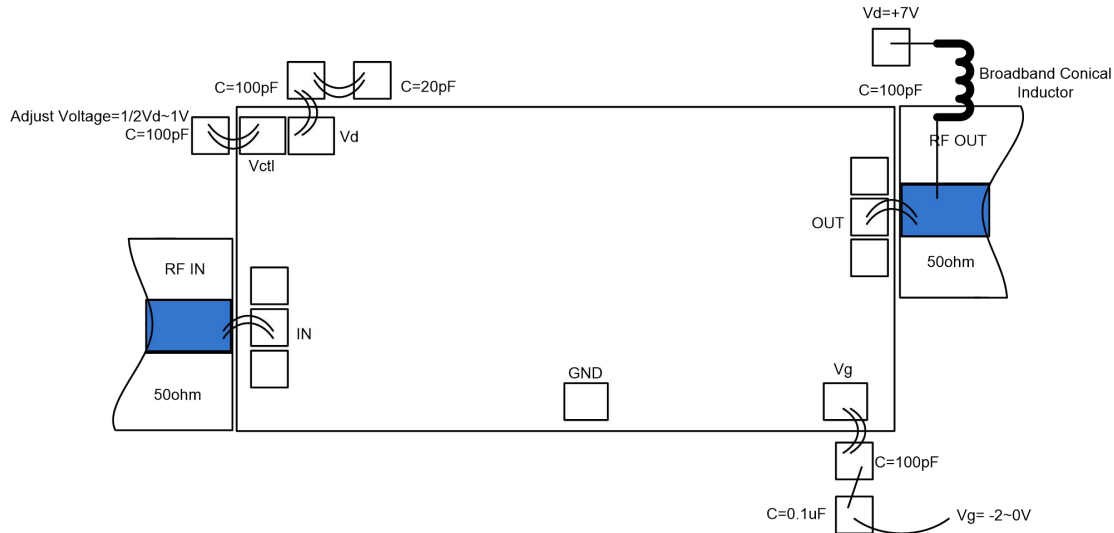 Vd=+7V
Broadband Conical
Inductor
C=100pF
C=100pF
C=20pF
Adjust Voltage=1/2Vd~1V
C=100pF
Vd
Vctl
RF OUT
OUT
50ohm
RF IN
IN
50ohm
GND
Vg
C=100pF
C=0.1uF
Vg= -2~0V